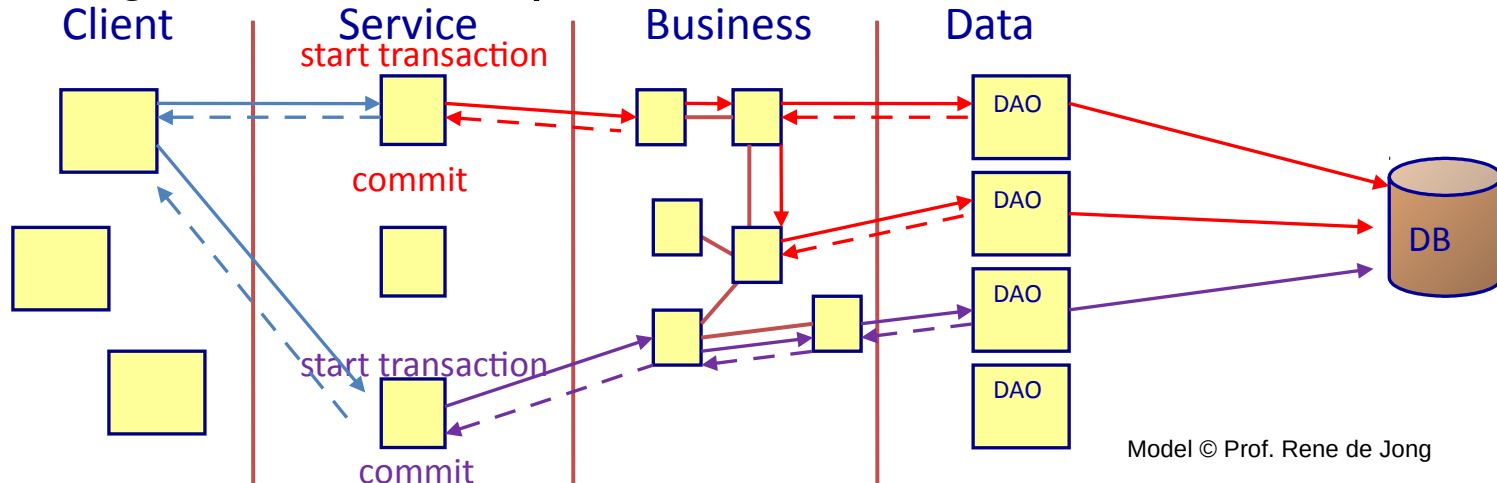 Client Service Business Data
start transaction
commit
DAO
DAO
DAO
DAO
DB
start transaction
commit
Model © Prof. Rene de Jong